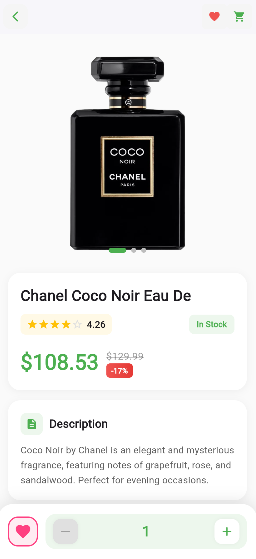 COCO
NOIR
CHANEL
PARIS
Chanel Coco Noir Eau De
4.26
In Stock
$108.53
$129.99
-17%
Description
Coco Noir by Chanel is an elegant and mysterious
fragrance, featuring notes of grapefruit, rose, and
sandalwood. Perfect for evening occasions.
1